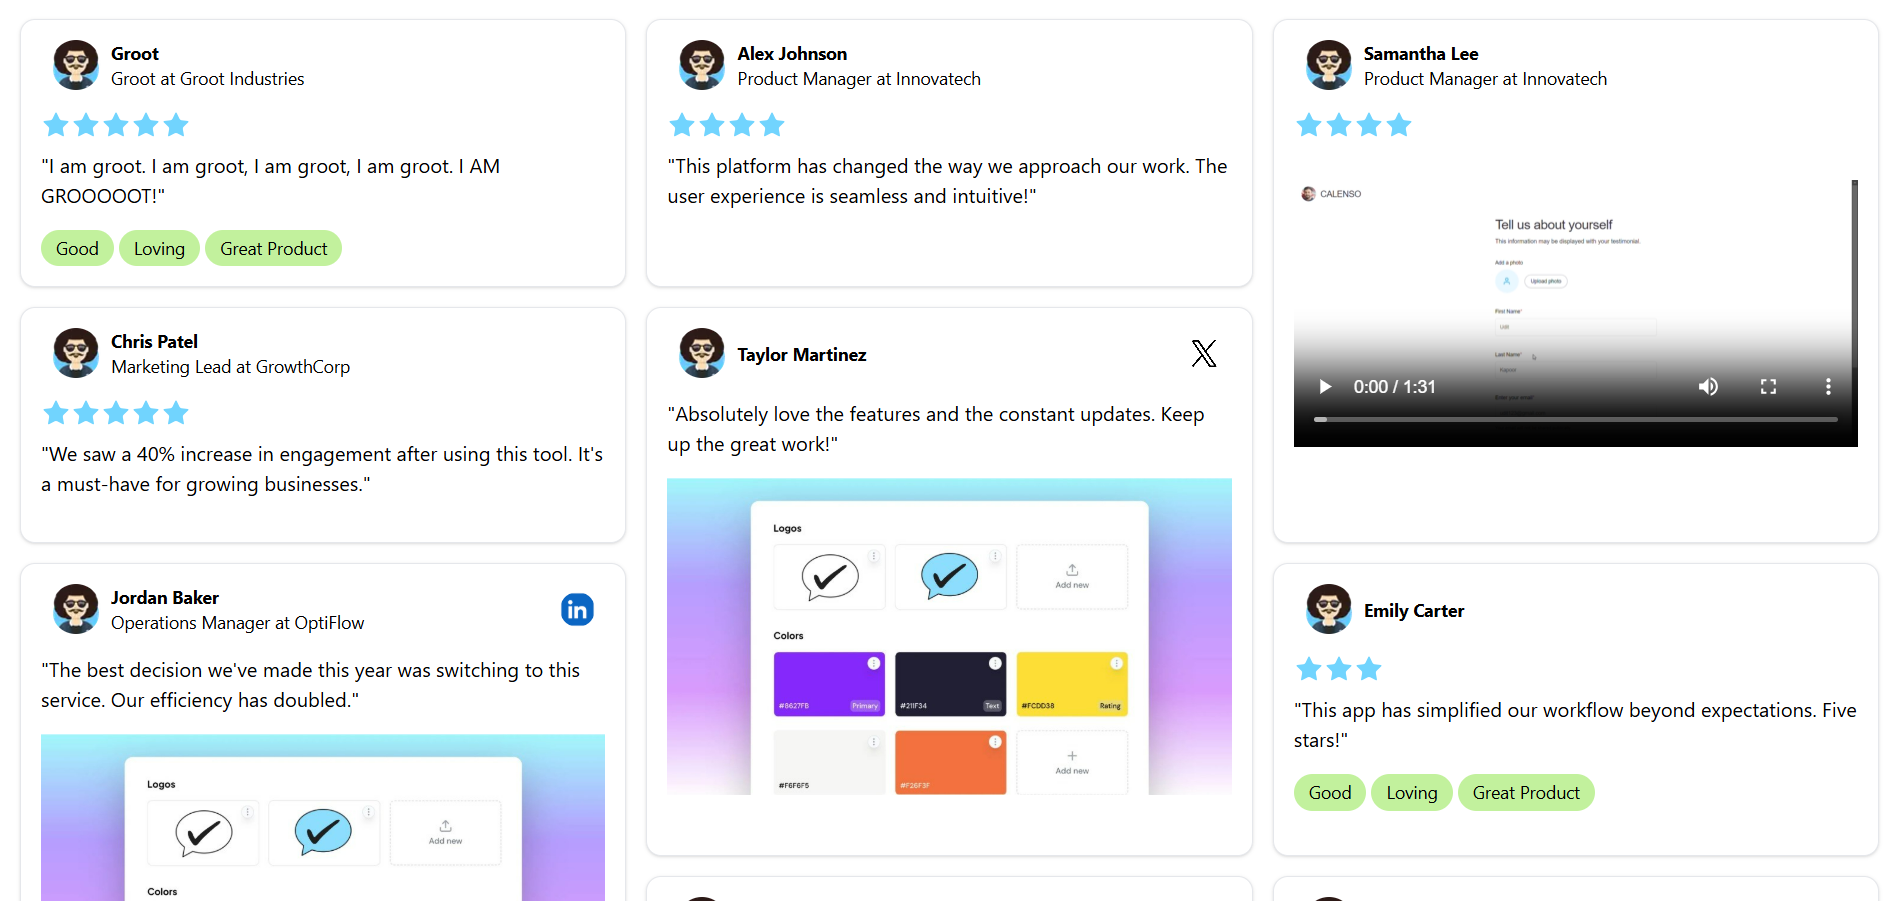 Groot
Groot at Groot Industries
"I am groot. I am groot, I am groot, I am groot. I AM
GROOOOOT!"
Good
Loving
Great Product
Alex Johnson
Product Manager at Innovatech
"This platform has changed the way we approach our work. The
user experience is seamless and intuitive!"
Samantha Lee
Product Manager at Innovatech
CALENSO
Tell us about yourself
This information may be displayed with your testimonial.
Add a photo
Upload photo
First Name*
Udit
Last Name*
Kapoor
Enter your email*
0:00 / 1:31
Chris Patel
Marketing Lead at GrowthCorp
"We saw a 40% increase in engagement after using this tool. It's
a must-have for growing businesses."
Taylor Martinez
"Absolutely love the features and the constant updates. Keep
up the great work!"
Logos
Add new
Colors
#8627FB
Primary
#211F34
Text
#FCDD38
Rating
#F6F6F5
#F26F3F
Add new
Jordan Baker
Operations Manager at OptiFlow
in
"The best decision we've made this year was switching to this
service. Our efficiency has doubled."
Logos
Add new
Colors
Emily Carter
"This app has simplified our workflow beyond expectations. Five
stars!"
Good
Loving
Great Product